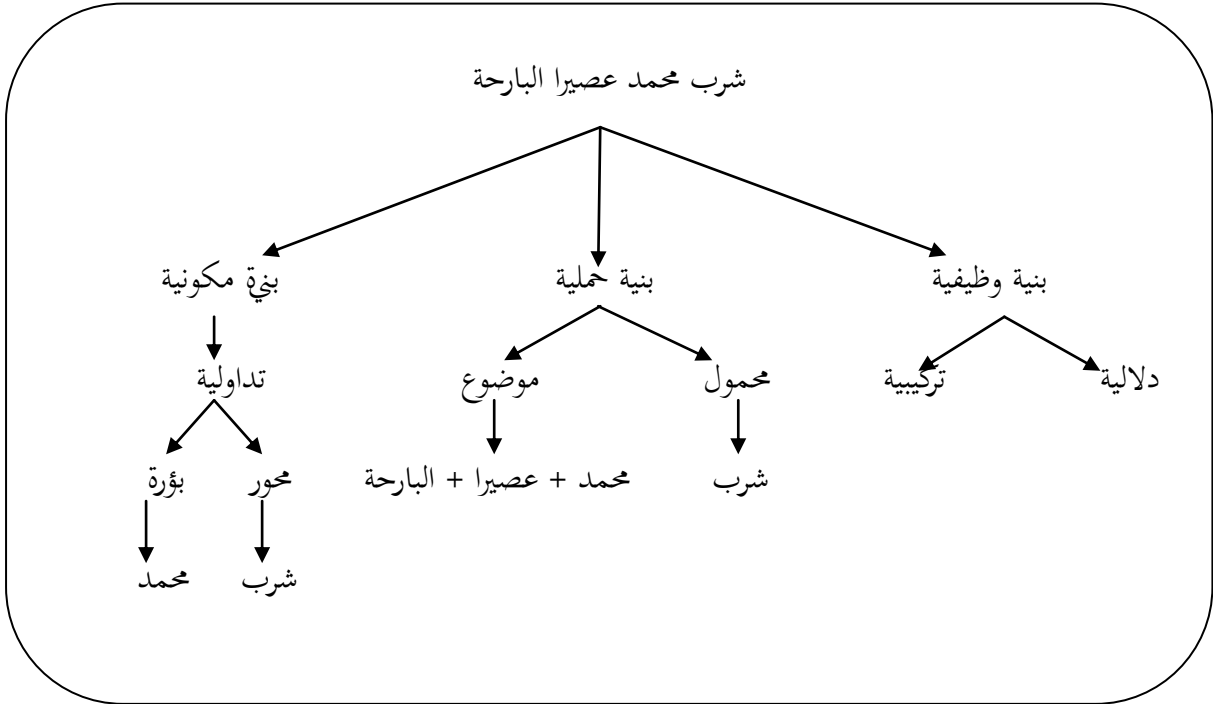 شرب محمد عصيرا البارحة
بنية وظيفية بنية حملية بنية مكونية
دلالية تركيبية محمول موضوع تداولية
شرب محمد + عصيرا + البارحة محور بؤرة
شرب محمد